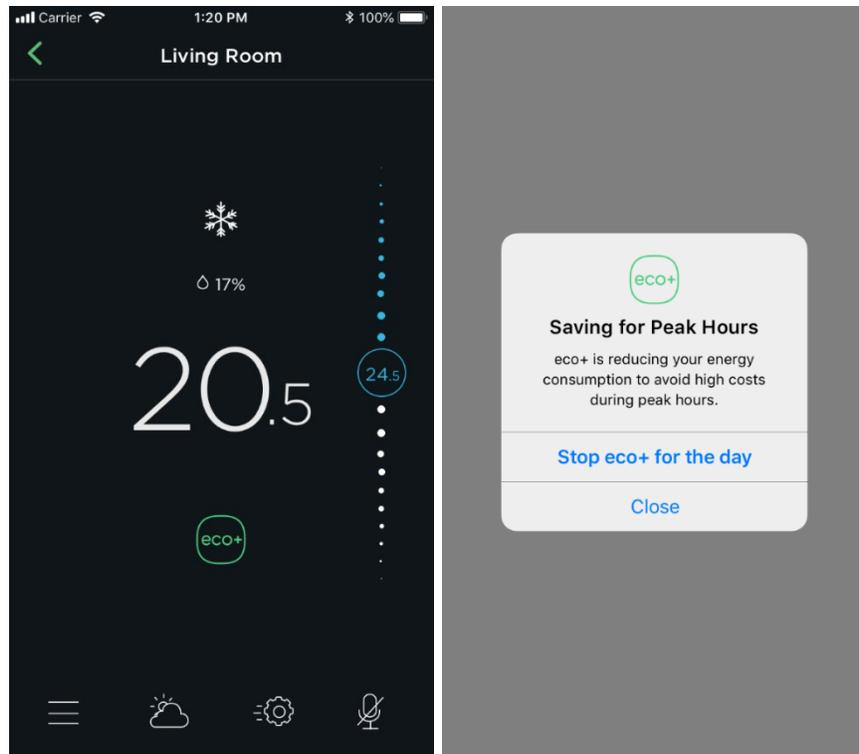 Carrier 1:20 PM 100%
Living Room
17%
20.5
24.5
eco+
eco+
Saving for Peak Hours
eco+ is reducing your energy
consumption to avoid high costs
during peak hours.
Stop eco+ for the day
Close